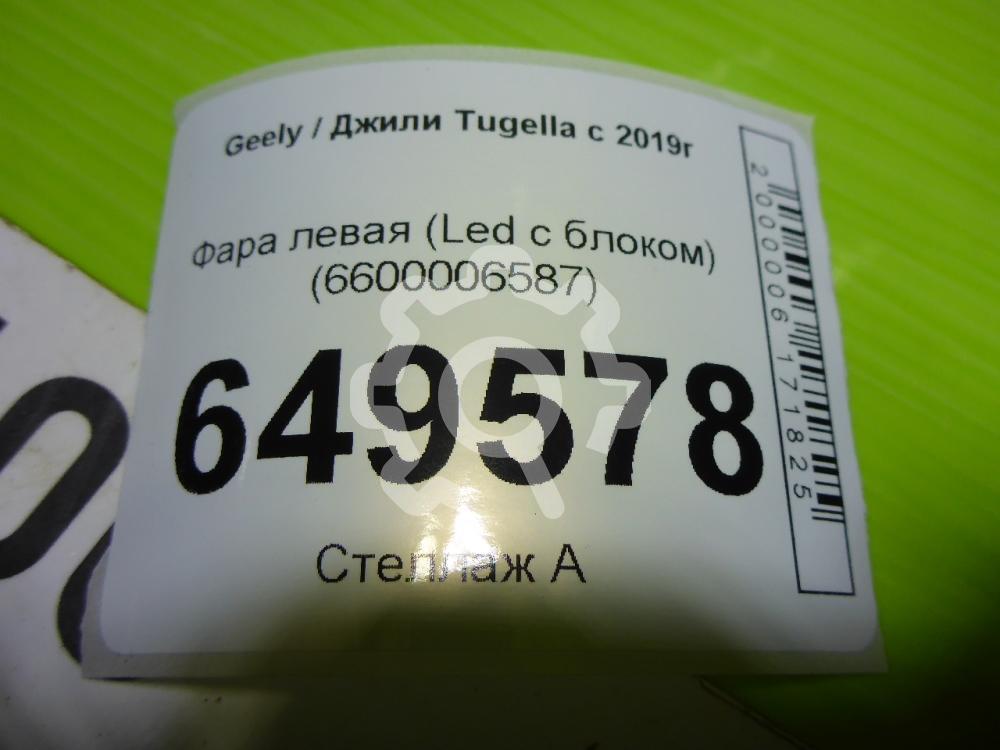 Geely / Джили Tugella с 2019г
Фара левая (Led с блоком)
(6600006587)
649578
Стеллаж А
2000006171825